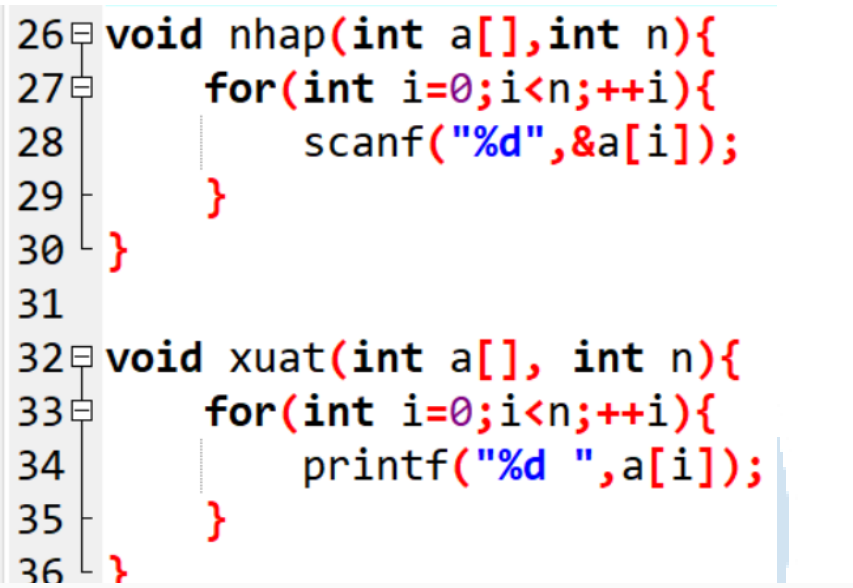 26 void nhap(int a[],int n){
27     for(int i=0;i<n;++i){
28         scanf("%d",&a[i]);
29     }
30 }
31
32 void xuat(int a[], int n){
33     for(int i=0;i<n;++i){
34         printf("%d ",a[i]);
35     }
36 }